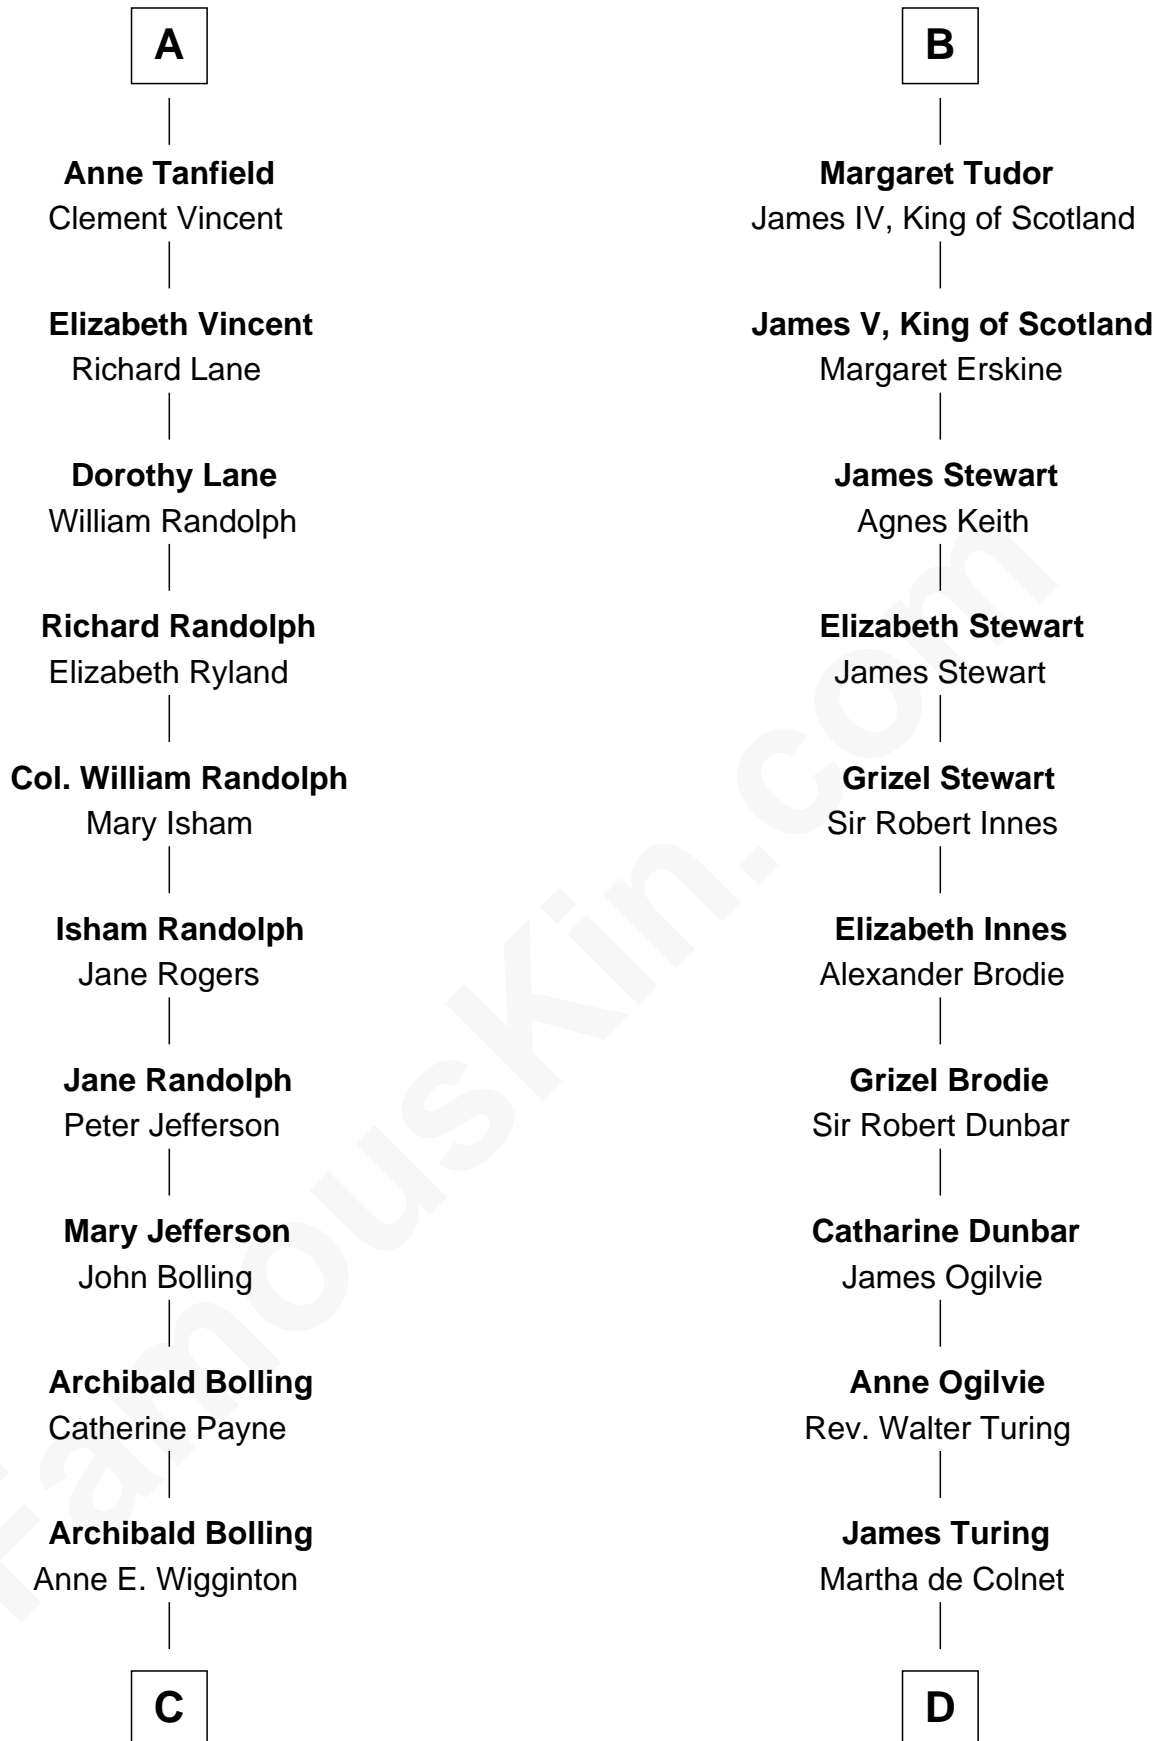 A
Anne Tanfield
Clement Vincent
Elizabeth Vincent
Richard Lane
Dorothy Lane
William Randolph
Richard Randolph
Elizabeth Ryland
Col. William Randolph
Mary Isham
Isham Randolph
Jane Rogers
Jane Randolph
Peter Jefferson
Mary Jefferson
John Bolling
Archibald Bolling
Catherine Payne
Archibald Bolling
Anne E. Wigginton
C
B
Margaret Tudor
James IV, King of Scotland
James V, King of Scotland
Margaret Erskine
James Stewart
Agnes Keith
Elizabeth Stewart
James Stewart
Grizel Stewart
Sir Robert Innes
Elizabeth Innes
Alexander Brodie
Grizel Brodie
Sir Robert Dunbar
Catharine Dunbar
James Ogilvie
Anne Ogilvie
Rev. Walter Turing
James Turing
Martha de Colnet
D
FamousKin.com